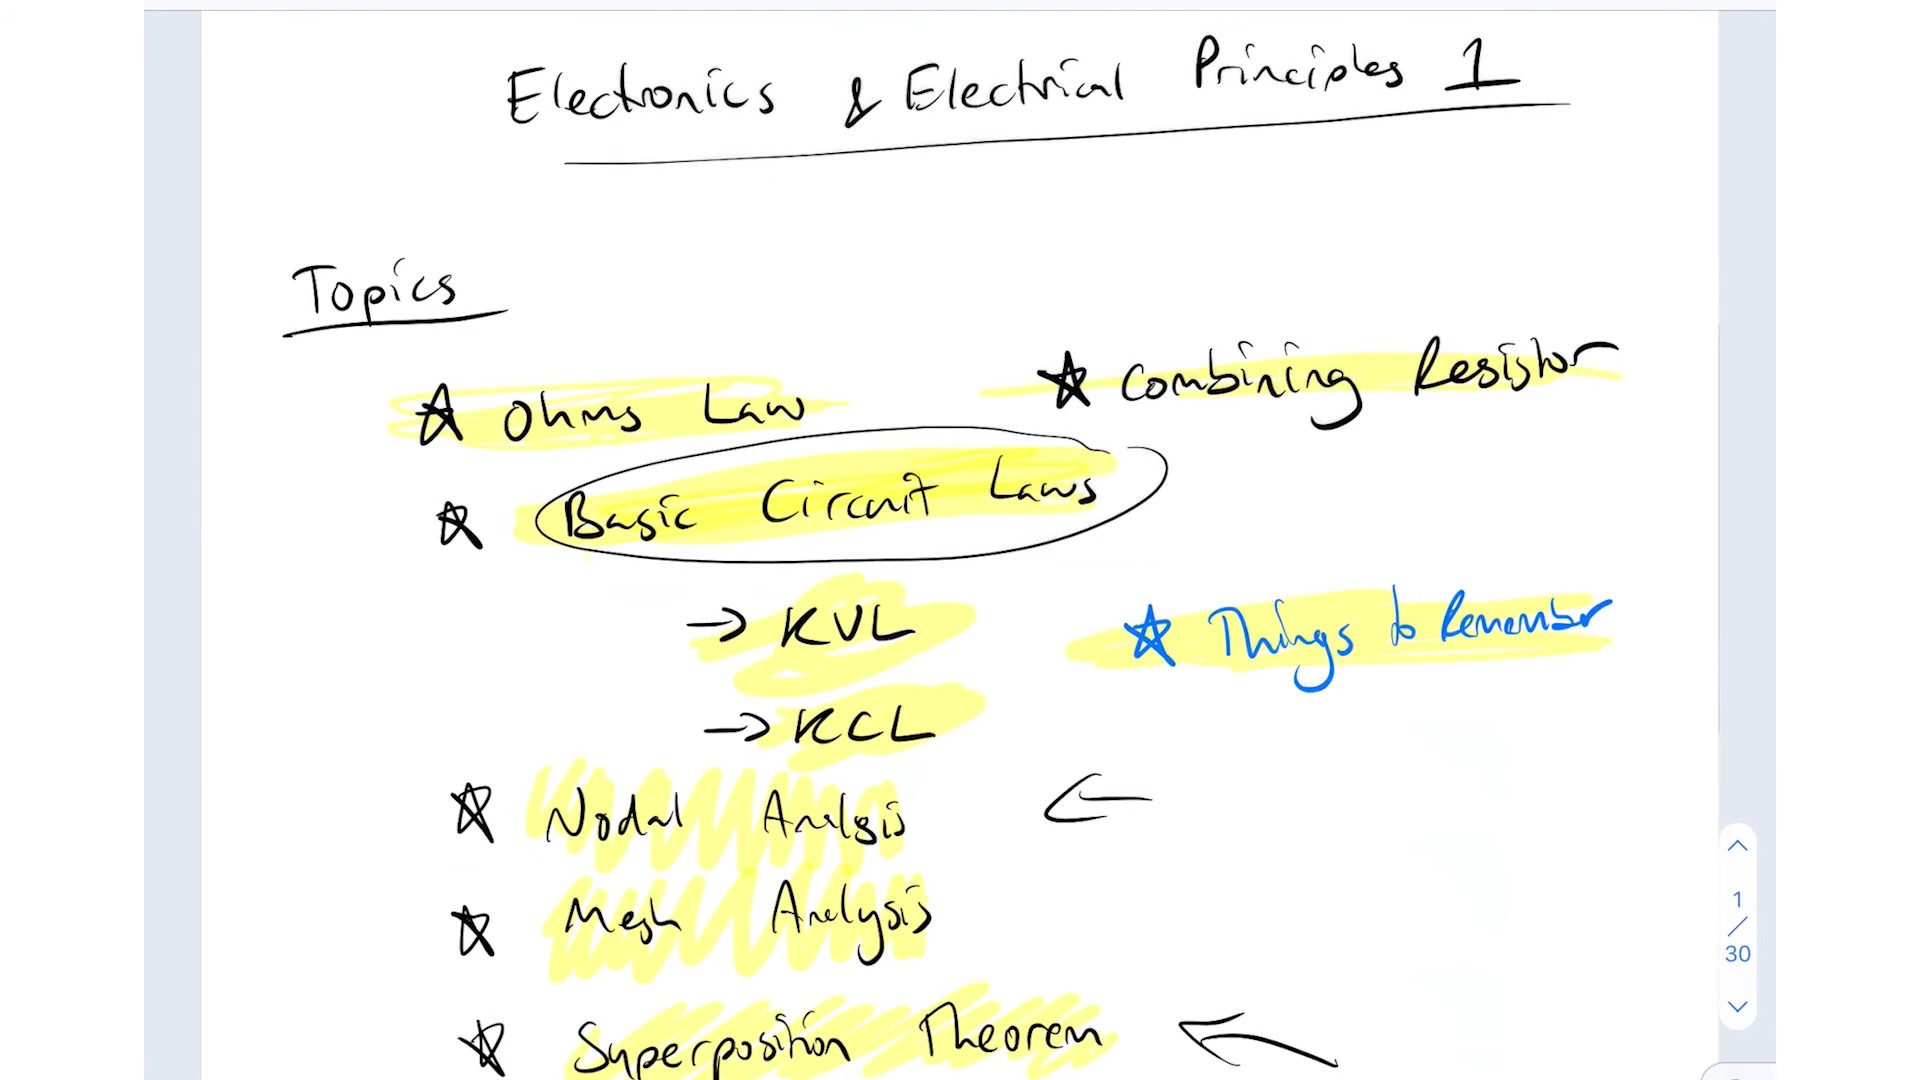 Electronics & Electrical Principles 1
Topics
☆ Ohms Law
☆ Combining Resistor
☆ Basic Circuit Laws
→ KVL
☆ Things to Remember
→ KCL
☆ Nodal Analysis ←
☆ Mesh Analysis
☆ Superposition Theorem ←
1
/
30